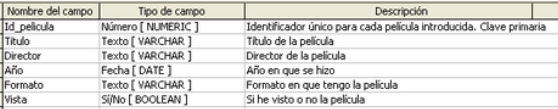 Nombre del campo Tipo de campo Descripción
Id_pelicula Número [ NUMERIC ] Identificador único para cada película introducida. Clave primaria
Titulo Texto [ VARCHAR ] Título de la película
Director Texto [ VARCHAR ] Director de la película
Año Fecha [ DATE ] Año en que se hizo
Formato Texto [ VARCHAR ] Formato en que tengo la película
Vista Sí/No [ BOOLEAN ] Si he visto o no la película